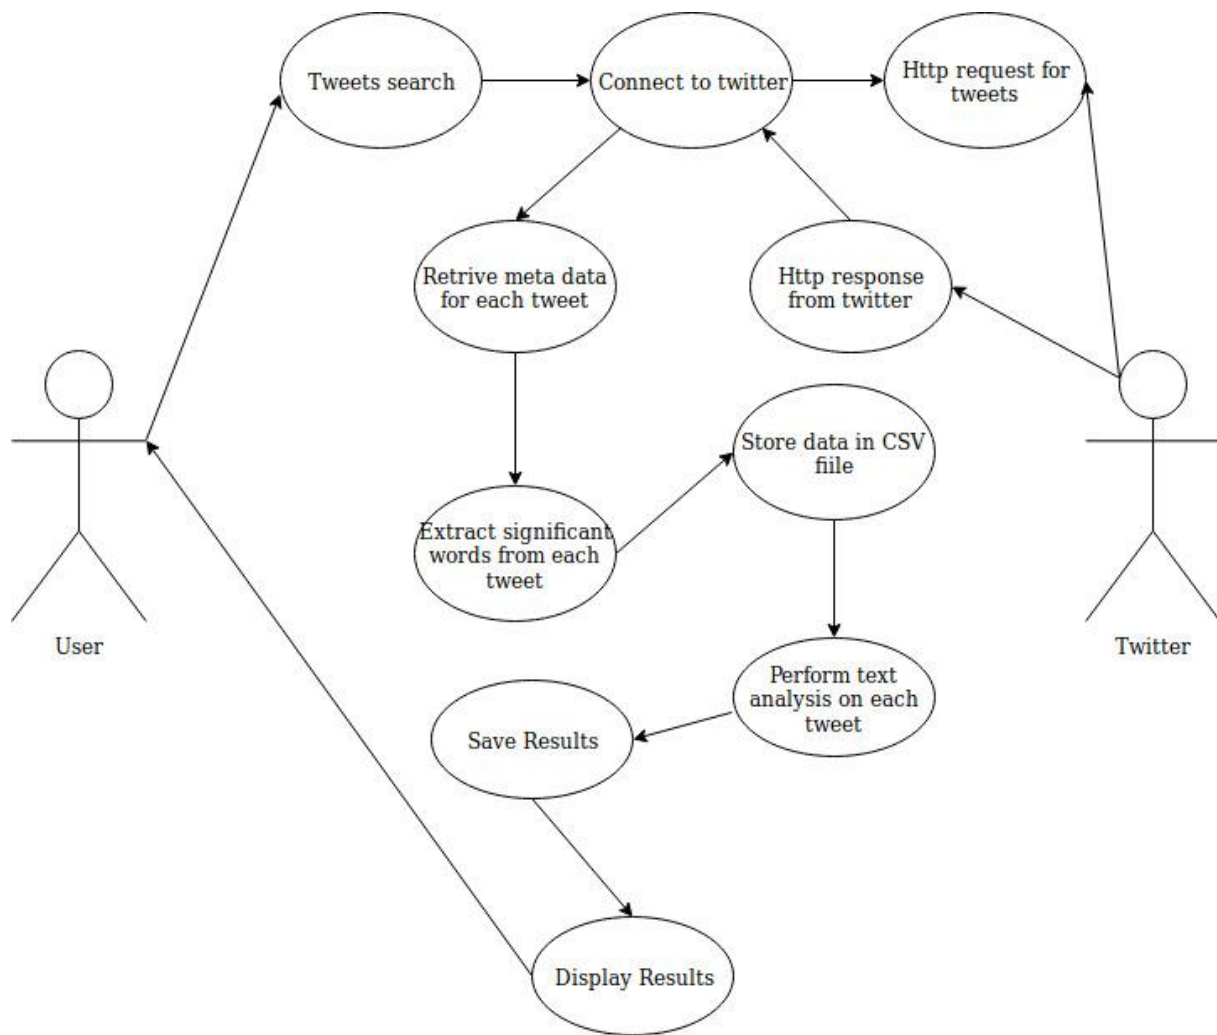 Tweets search
Connect to twitter
Http request for
tweets
Retrive meta data
for each tweet
Http response
from twitter
Store data in CSV
fiile
Extract significant
words from each
tweet
User
Twitter
Perform text
analysis on each
tweet
Save Results
Display Results